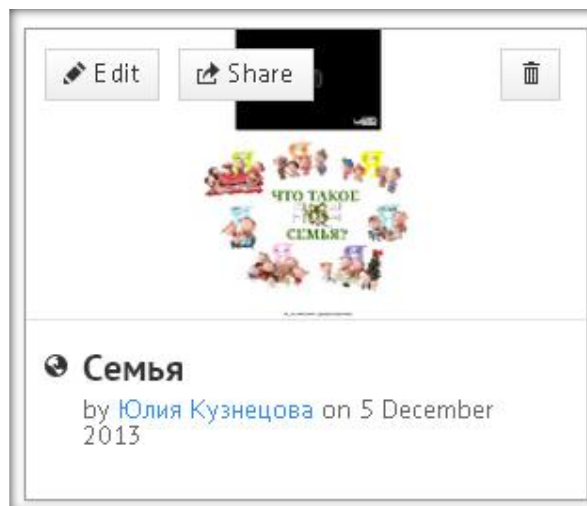 Edit
Share
ЧТО ТАКОЕ
СЕМЬЯ?
Семья
by Юлия Кузнецова on 5 December
2013